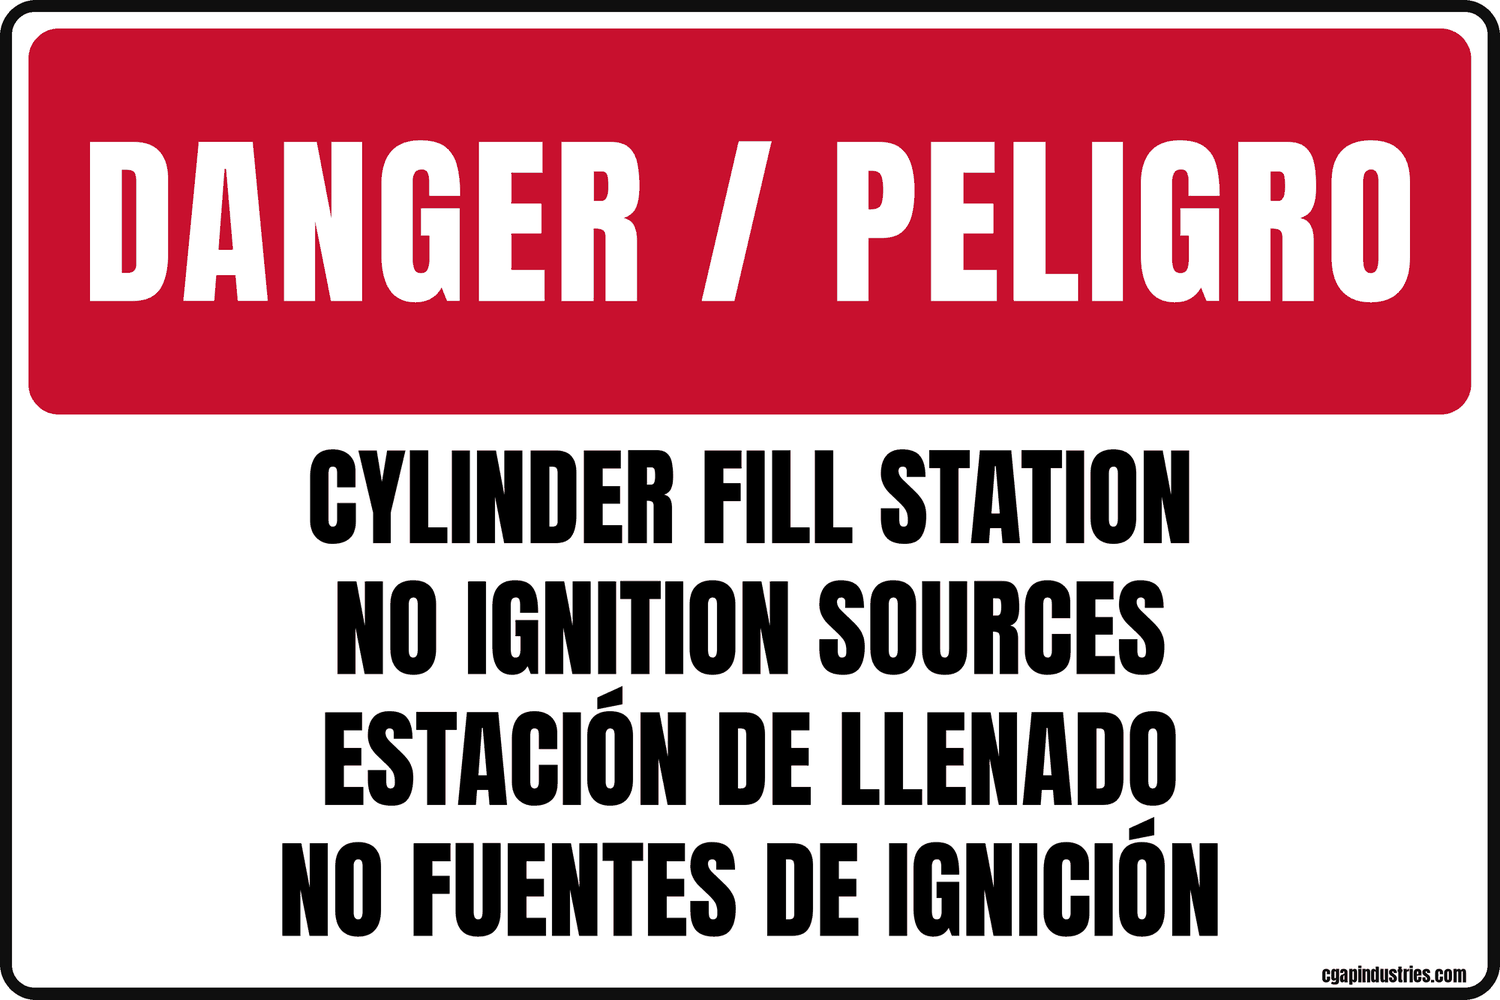 DANGER / PELIGRO
CYLINDER FILL STATION
NO IGNITION SOURCES
ESTACIÓN DE LLENADO
NO FUENTES DE IGNICIÓN
cgapindustries.com